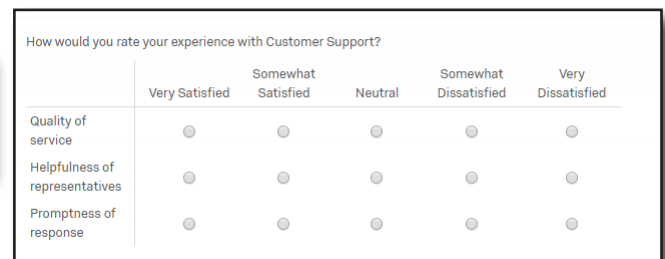 How would you rate your experience with Customer Support?
Very Satisfied
Somewhat
Satisfied
Neutral
Somewhat
Dissatisfied
Very
Dissatisfied
Quality of
service
Helpfulness of
representatives
Promptness of
response